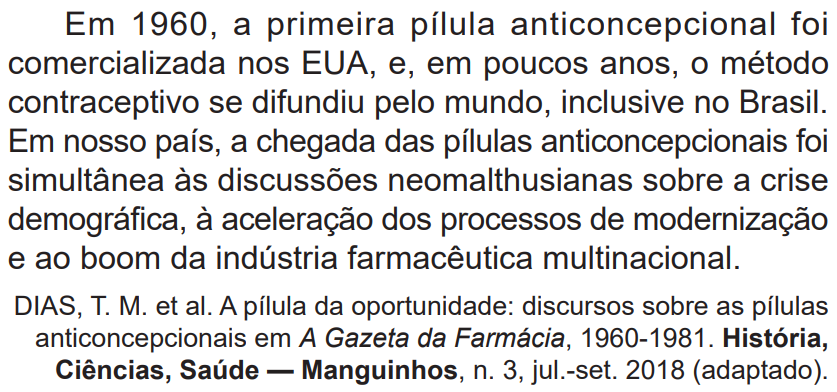 Em 1960, a primeira pílula anticoncepcional foi
comercializada nos EUA, e, em poucos anos, o método
contraceptivo se difundiu pelo mundo, inclusive no Brasil.
Em nosso país, a chegada das pílulas anticoncepcionais foi
simultânea às discussões neomalthusianas sobre a crise
demográfica, à aceleração dos processos de modernização
e ao boom da indústria farmacêutica multinacional.
DIAS, T. M. et al. A pílula da oportunidade: discursos sobre as pílulas
anticoncepcionais em A Gazeta da Farmácia, 1960-1981. História,
Ciências, Saúde — Manguinhos, n. 3, jul.-set. 2018 (adaptado).